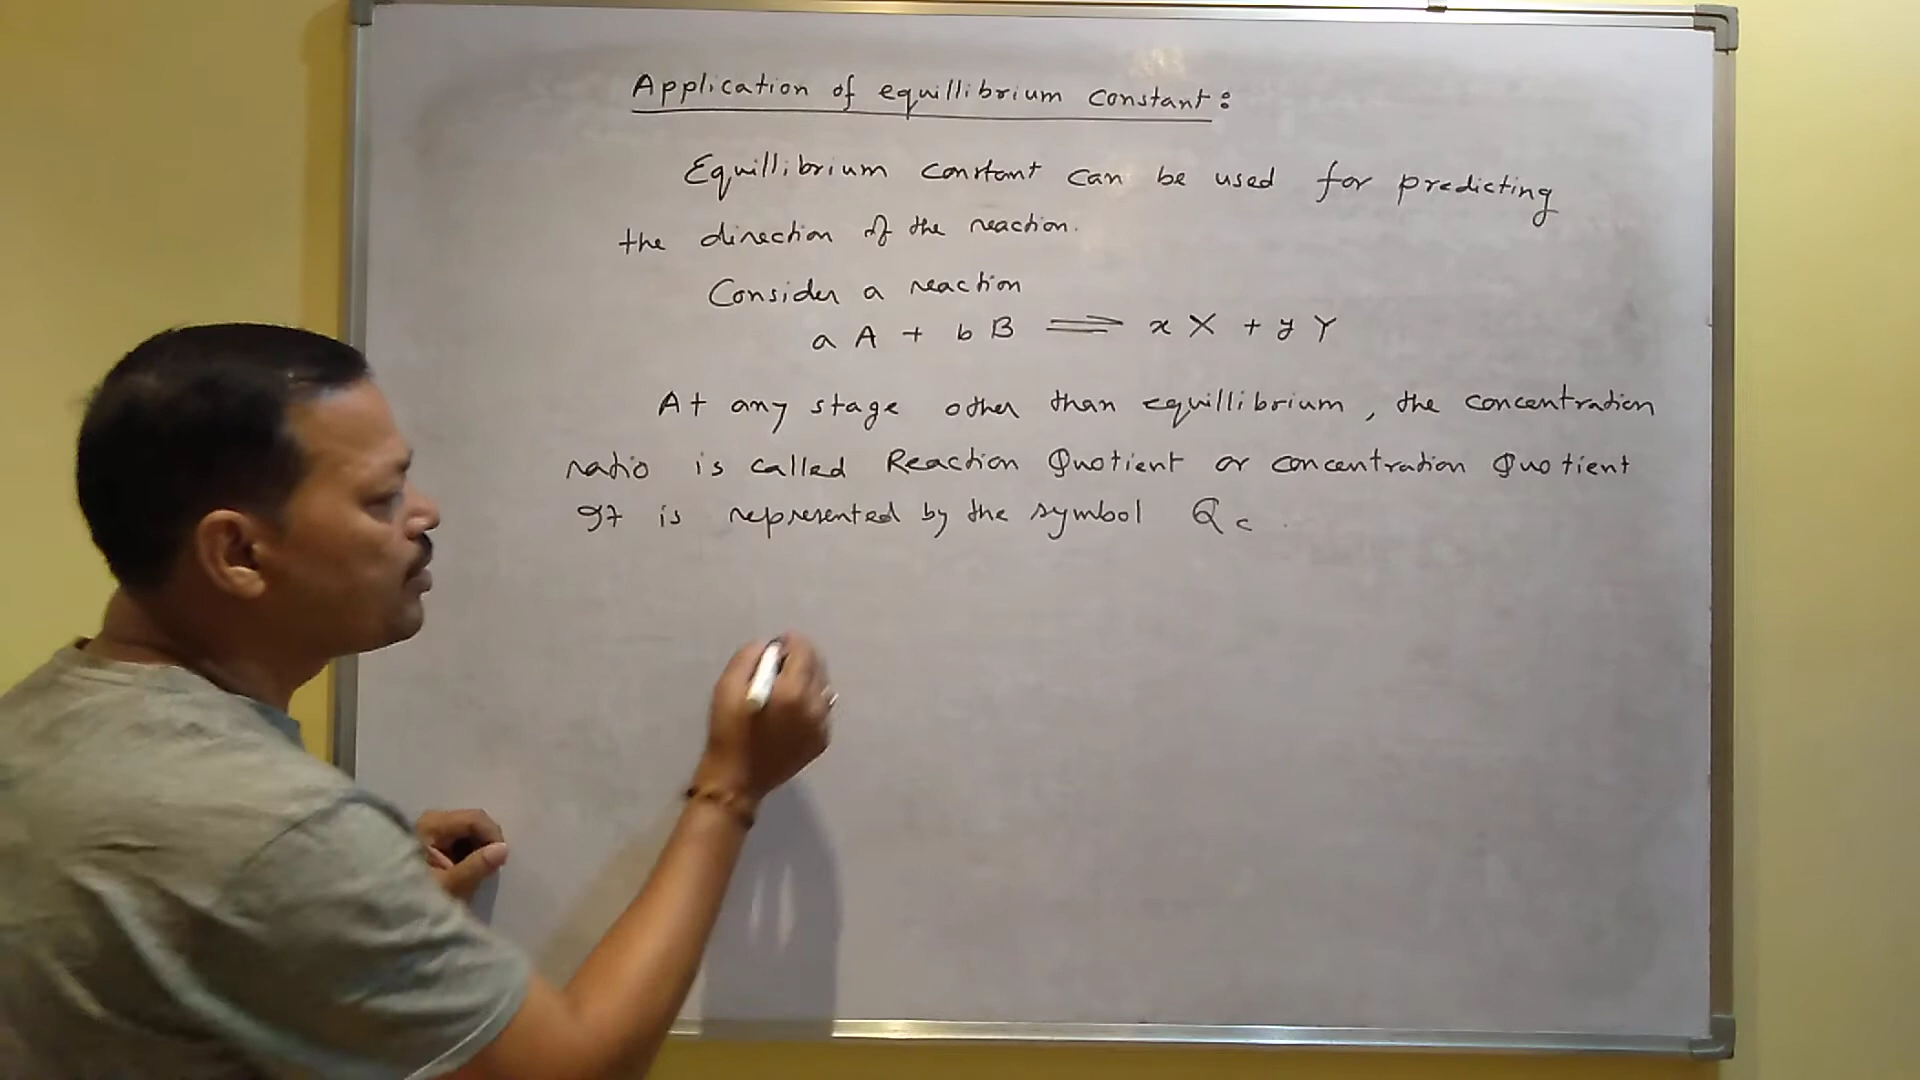 Application of equillibrium constant:
Equillibrium constant can be used for predicting
the direction of the reaction.
Consider a reaction
a A + b B ⇌ x X + y Y
At any stage other than equillibrium, the concentration
ratio is called Reaction Quotient or concentration Quotient
It is represented by the symbol Qc.